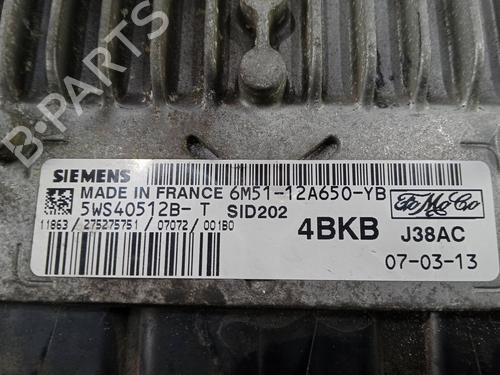 B-Parts
SIEMENS
MADE IN FRANCE 6M51-12A650-YB
5WS40512B- T SID202
11863 / 275275751 / 07072 / 001B0
4BKB
FoMoCo
J38AC
07-03-13